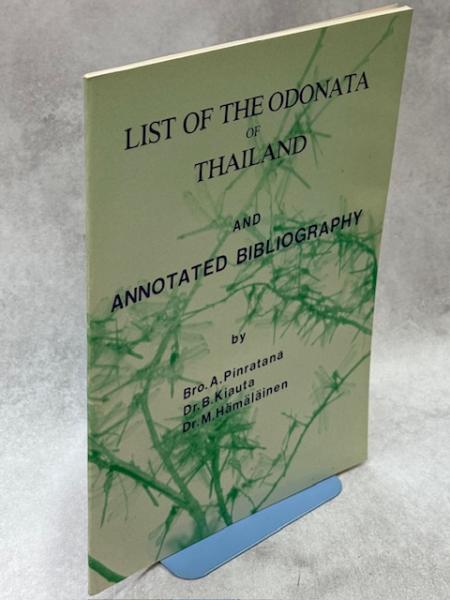 LIST OF THE ODONATA
OF
THAILAND
AND
ANNOTATED BIBLIOGRAPHY
by
Bro. A. Pinratana
Dr. B. Kiauta
Dr. M. Hämäläinen